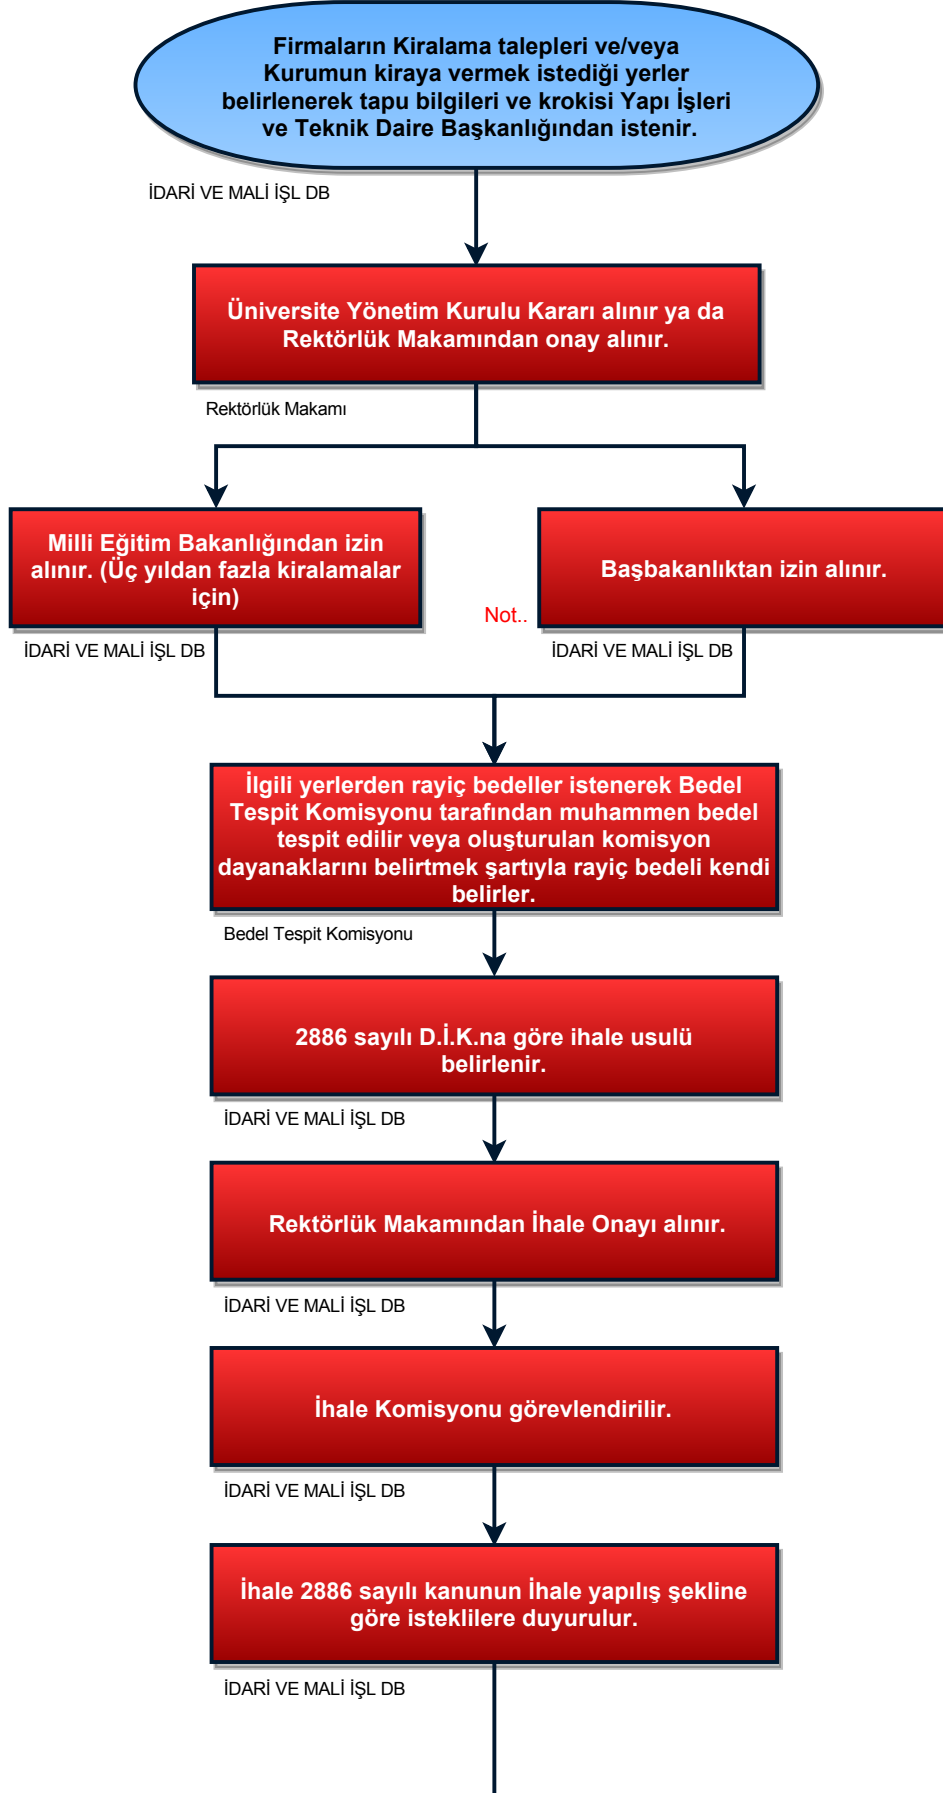 Firmaların Kiralama talepleri ve/veya
Kurumun kiraya vermek istediği yerler
belirlenerek tapu bilgileri ve krokisi Yapı İşleri
ve Teknik Daire Başkanlığından istenir.
İDARİ VE MALİ İŞL DB
Üniversite Yönetim Kurulu Kararı alınır ya da
Rektörlük Makamından onay alınır.
Rektörlük Makamı
Milli Eğitim Bakanlığından izin
alınır. (Üç yıldan fazla kiralamalar
için)
İDARİ VE MALİ İŞL DB
Not..
Başbakanlıktan izin alınır.
İDARİ VE MALİ İŞL DB
İlgili yerlerden rayiç bedeller istenerek Bedel
Tespit Komisyonu tarafından muhammen bedel
tespit edilir veya oluşturulan komisyon
dayanaklarını belirtmek şartıyla rayiç bedeli kendi
belirler.
Bedel Tespit Komisyonu
2886 sayılı D.İ.K.na göre ihale usulü
belirlenir.
İDARİ VE MALİ İŞL DB
Rektörlük Makamından İhale Onayı alınır.
İDARİ VE MALİ İŞL DB
İhale Komisyonu görevlendirilir.
İDARİ VE MALİ İŞL DB
İhale 2886 sayılı kanunun İhale yapılış şekline
göre isteklilere duyurulur.
İDARİ VE MALİ İŞL DB